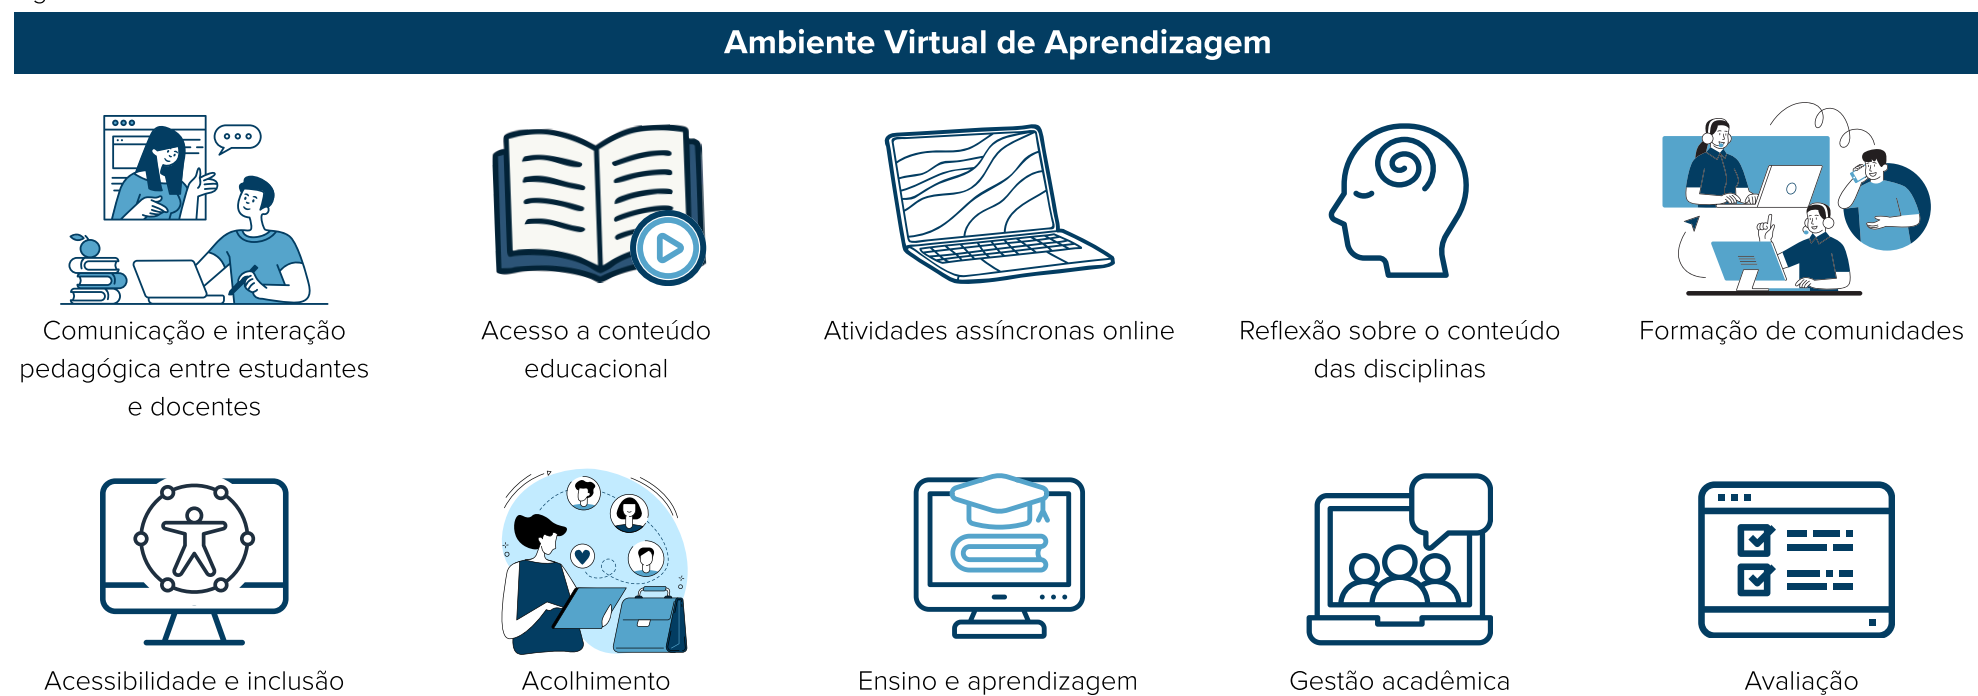 Ambiente Virtual de Aprendizagem
Comunicação e interação
pedagógica entre estudantes
e docentes
Acesso a conteúdo
educacional
Atividades assíncronas online
Reflexão sobre o conteúdo
das disciplinas
Formação de comunidades
Acessibilidade e inclusão
Acolhimento
Ensino e aprendizagem
Gestão acadêmica
Avaliação